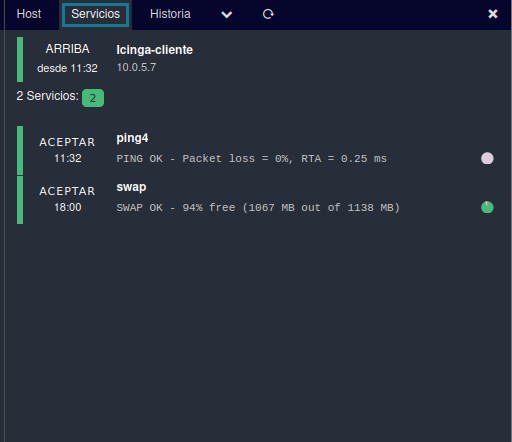 Host Servicios Historia
ARRIBA Icinga-cliente
desde 11:32 10.0.5.7
2 Servicios: 2
ACEPTAR ping4
11:32 PING OK - Packet loss = 0%, RTA = 0.25 ms
ACEPTAR swap
18:00 SWAP OK - 94% free (1067 MB out of 1138 MB)